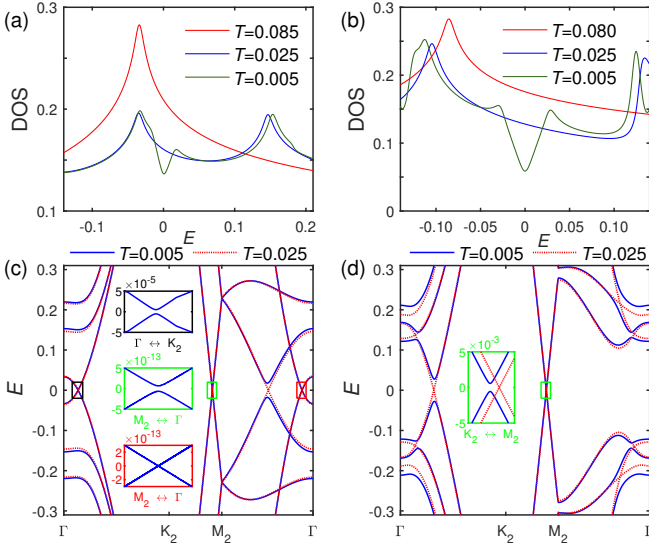 (a)
0.3
0.2
0.1
DOS
T=0.085
T=0.025
T=0.005
-0.1
0
0.1
0.2
E
(b)
0.3
0.2
0.1
0
DOS
T=0.080
T=0.025
T=0.005
-0.10
-0.05
0
0.05
0.10
E
T=0.005 T=0.025
(c)
0.3
0.2
0.1
0
-0.1
-0.2
-0.3
E
×10⁻⁵
5
0
-5
Γ ↔ K₂
×10⁻¹³
5
0
-5
M₂ ↔ Γ
×10⁻¹³
2
0
-2
M₂ ↔ Γ
Γ K₂ M₂ Γ
T=0.005 T=0.025
(d)
0.3
0.2
0.1
0
-0.1
-0.2
-0.3
×10⁻³
5
0
-5
K₂ ↔ M₂
Γ K₂ M₂ Γ